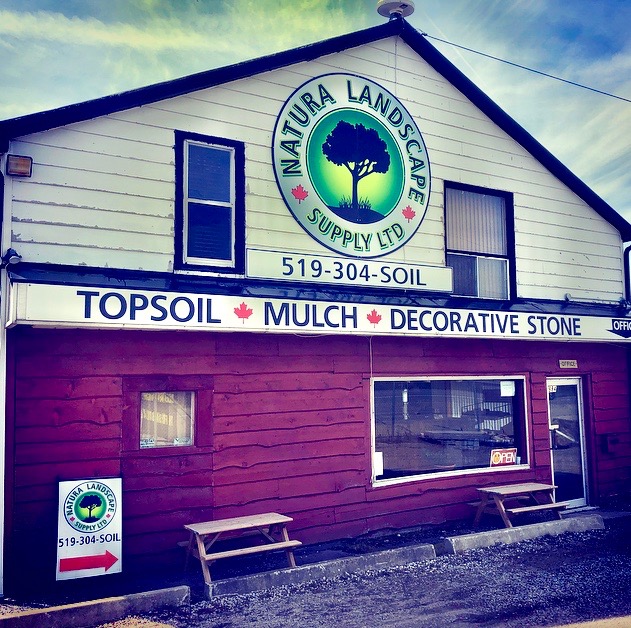 NATURA LANDSCAPE
SUPPLY LTD
519-304-SOIL
TOPSOIL MULCH DECORATIVE STONE
OFFICE
OPEN
NATURA LANDSCAPE
SUPPLY LTD
519-304-SOIL